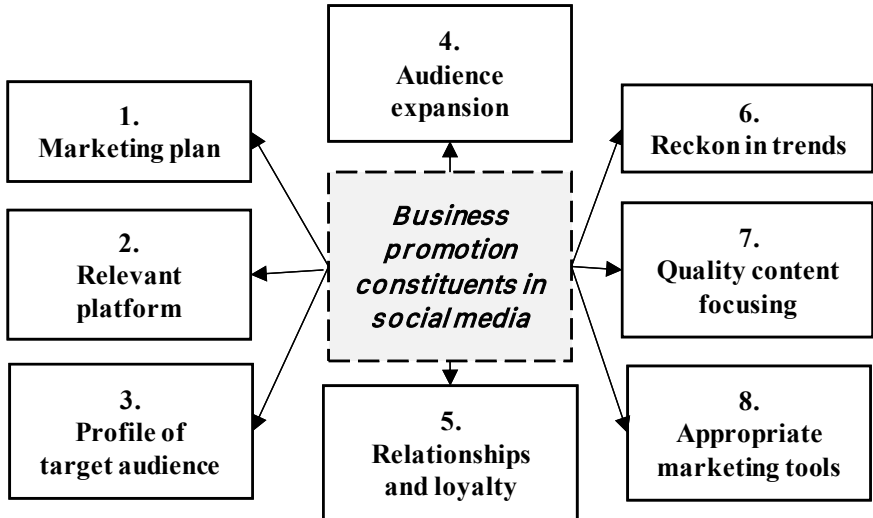 1.
Marketing plan
2.
Relevant
platform
3.
Profile of
target audience
4.
Audience
expansion
Business
promotion
constituents in
social media
5.
Relationships
and loyalty
6.
Reckon in trends
7.
Quality content
focusing
8.
Appropriate
marketing tools